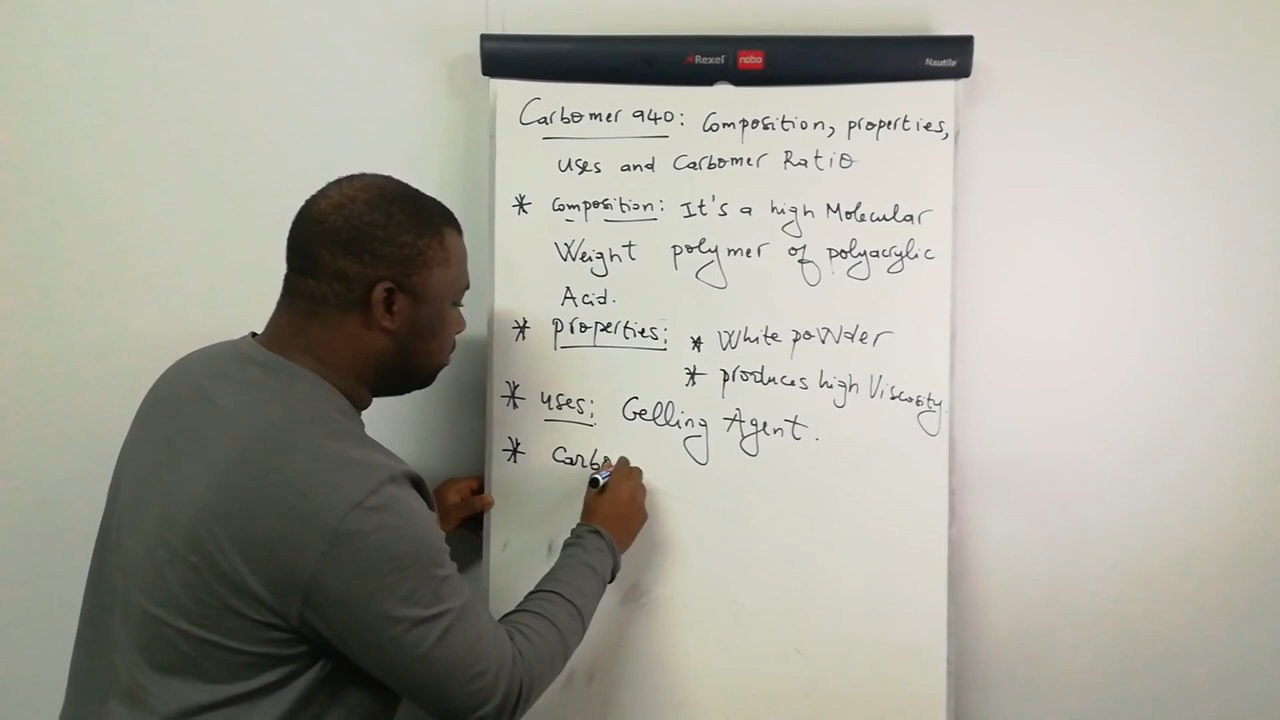 Rexel nobo Nautile
Carbomer 940: Composition, properties,
uses and Carbomer Ratio
* Composition: It's a high Molecular
Weight polymer of polyacrylic
Acid.
* properties: * White powder
* produces high Viscosity.
* uses: Gelling Agent.
* Carbo